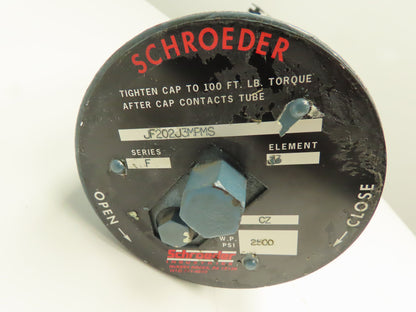 SCHROEDER
TIGHTEN CAP TO 100 FT. LB. TORQUE
AFTER CAP CONTACTS TUBE
JF202J3MFMS
SERIES
ELEMENT
F
OPEN
CLOSE
CZ
W.P.
PSI
2500
Schroeder